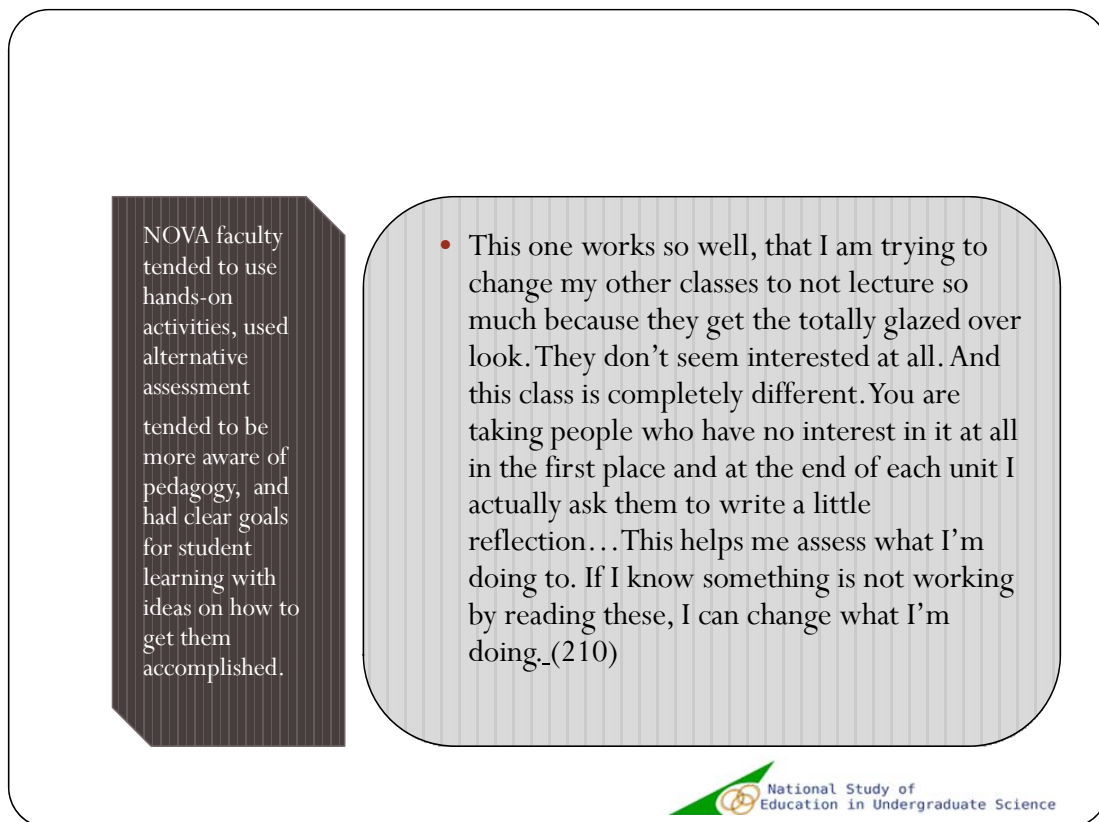 NOVA faculty
tended to use
hands-on
activities, used
alternative
assessment
tended to be
more aware of
pedagogy,  and
had clear goals
for student
learning with
ideas on how to
get them
accomplished.
• This one works so well, that I am trying to
change my other classes to not lecture so
much because they get the totally glazed over
look. They don’t seem interested at all. And
this class is completely different. You are
taking people who have no interest in it at all
in the first place and at the end of each unit I
actually ask them to write a little
reflection…This helps me assess what I’m
doing to. If I know something is not working
by reading these, I can change what I’m
doing. (210)
National Study of
Education in Undergraduate Science